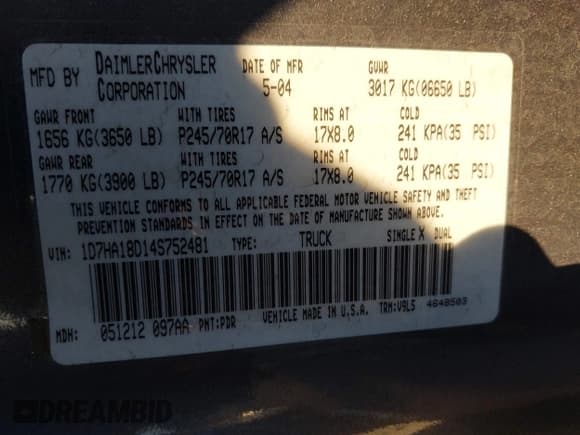 MFD BY DAIMLERCHRYSLER CORPORATION DATE OF MFR 5-04 GVWR 3017 KG(06650 LB)
GAWR FRONT WITH TIRES RIMS AT COLD
1656 KG(3650 LB) P245/70R17 A/S 17X8.0 241 KPA(35 PSI)
GAWR REAR WITH TIRES RIMS AT COLD
1770 KG(3900 LB) P245/70R17 A/S 17X8.0 241 KPA(35 PSI)
THIS VEHICLE CONFORMS TO ALL APPLICABLE FEDERAL MOTOR VEHICLE SAFETY AND THEFT
PREVENTION STANDARDS IN EFFECT ON THE DATE OF MANUFACTURE SHOWN ABOVE.
VIN: 1D7HA18D14S752481 TYPE: TRUCK SINGLE X DUAL
VEHICLE MADE IN U.S.A. TRM:V9L5 4648503
MDH: 051212 097AA PNT:PDR
DREAMBID